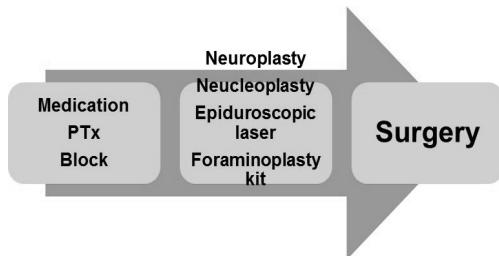 Medication
PTx
Block
Neuroplasty
Neucleoplasty
Epiduroscopic
laser
Foraminoplasty
kit
Surgery